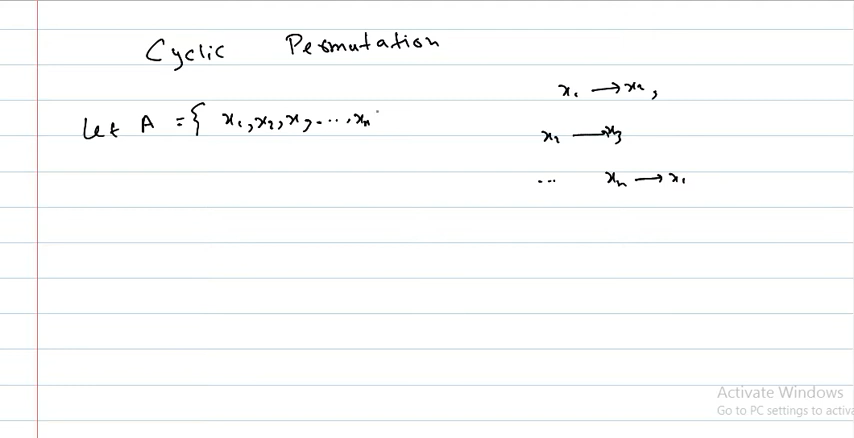 Cyclic Permutation
x₁ → x₂,
Let A = { x₁, x₂, x₃ ..., xₙ
x₂ → x₃
... xₙ → x₁
Activate Windows
Go to PC settings to activa